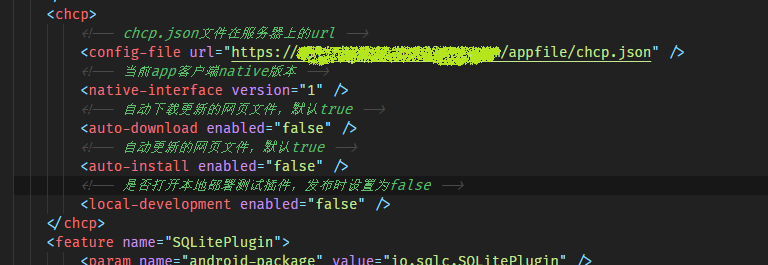 <chcp>
<!-- chcp.json文件在服务器上的url -->
<config-file url="https:///appfile/chcp.json" />
<!-- 当前app客户端native版本 -->
<native-interface version="1" />
<!-- 自动下载更新的网页文件，默认true -->
<auto-download enabled="false" />
<!-- 自动更新的网页文件，默认true -->
<auto-install enabled="false" />
<!-- 是否打开本地部署测试插件，发布时设置为false -->
<local-development enabled="false" />
</chcp>
<feature name="SQLitePlugin">
<param name="android-package" value="io.sqlc.SQLitePlugin" />